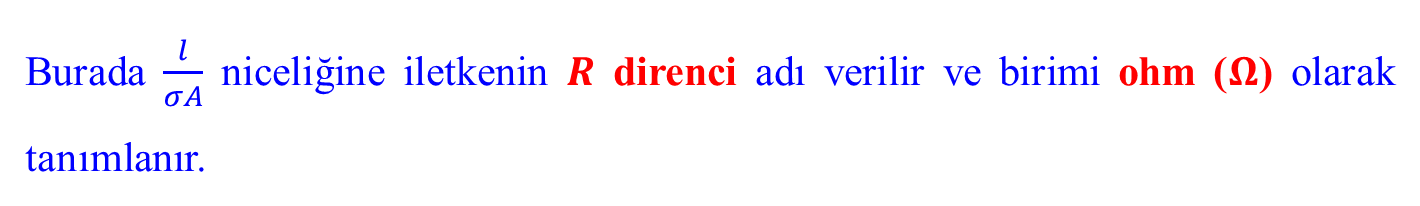 Burada l/σA niceliğine iletkenin R direnci adı verilir ve birimi ohm (Ω) olarak
tanımlanır.